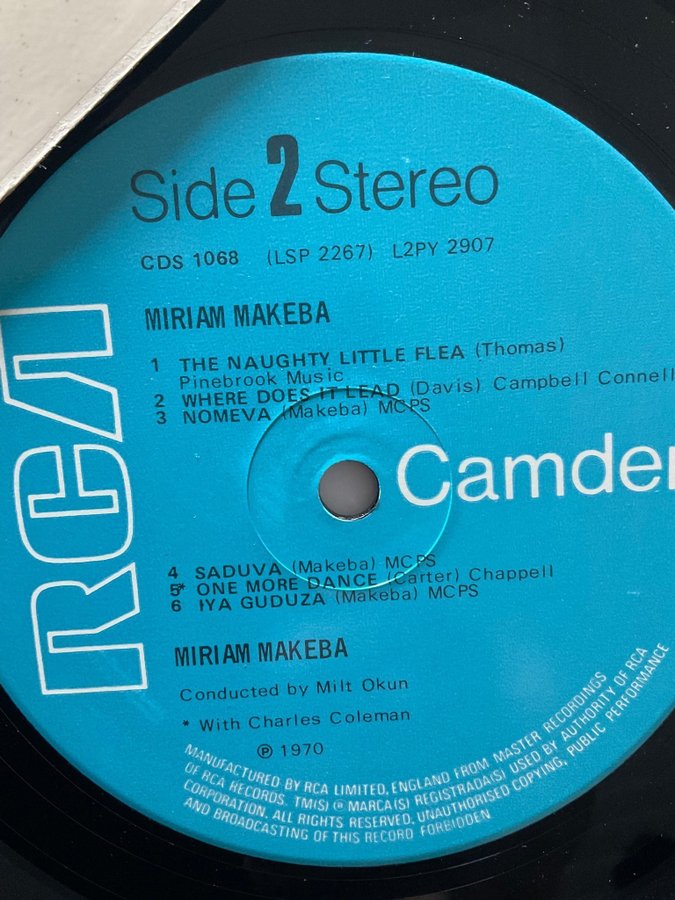 Side 2 Stereo
CDS 1068 (LSP 2267) L2PY 2907
MIRIAM MAKEBA
1 THE NAUGHTY LITTLE FLEA (Thomas)
Pinebrook Music
2 WHERE DOES IT LEAD (Davis) Campbell Connell
3 NOMEVA (Makeba) MCPS
RCA
Camden
4 SADUVA (Makeba) MCPS
5* ONE MORE DANCE (Carter) Chappell
6 IYA GUDUZA (Makeba) MCPS
MIRIAM MAKEBA
Conducted by Milt Okun
* With Charles Coleman
℗ 1970
MANUFACTURED BY RCA LIMITED, ENGLAND FROM MASTER RECORDINGS
OF RCA RECORDS. TM(S) ® MARCA(S) REGISTRADA(S) USED BY AUTHORITY OF RCA
CORPORATION. ALL RIGHTS RESERVED. UNAUTHORISED COPYING, PUBLIC PERFORMANCE
AND BROADCASTING OF THIS RECORD FORBIDDEN